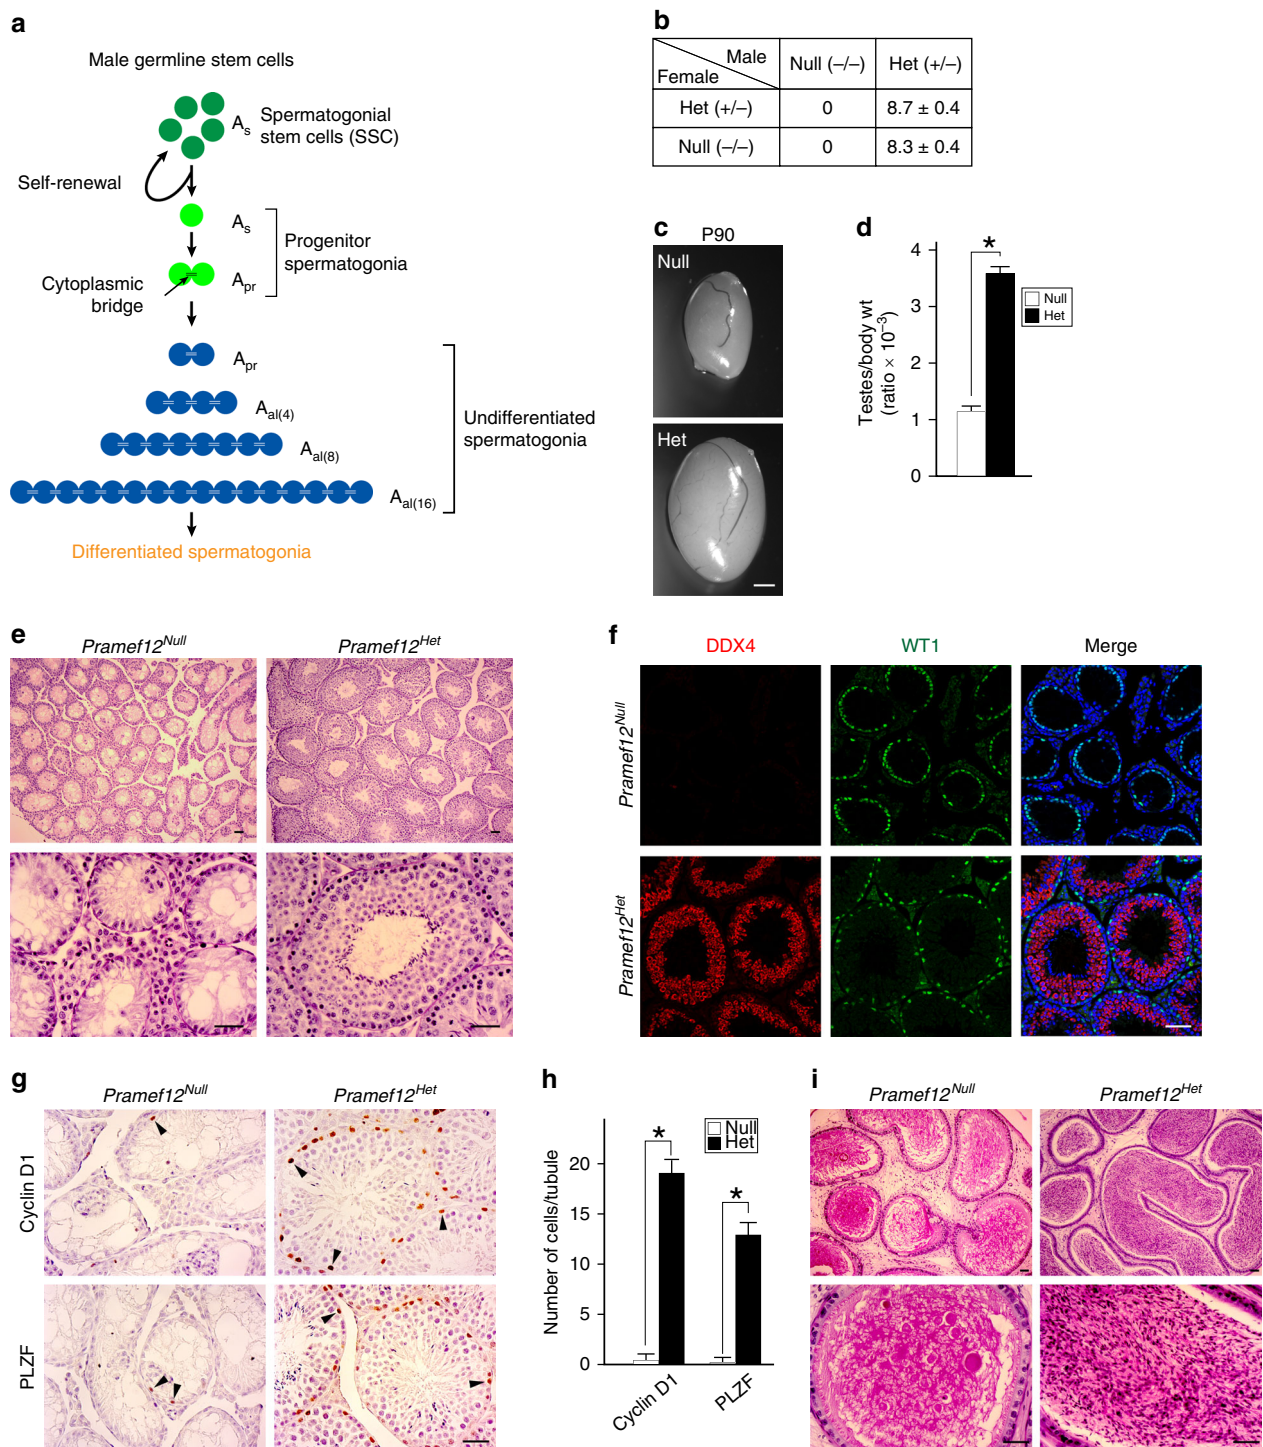 a
Male germline stem cells
As Spermatogonial
stem cells (SSC)
Self-renewal
As
Progenitor
spermatogonia
Cytoplasmic
bridge
Apr
Apr
Aal(4)
Undifferentiated
spermatogonia
Aal(8)
Aal(16)
Differentiated spermatogonia
b
Male
Female
Null (–/–) Het (+/–)
Het (+/–) 0 8.7 ± 0.4
Null (–/–) 0 8.3 ± 0.4
c
P90
Null
Het
d
Testes/body wt
(ratio × 10–3)
4
3
2
1
0
*
Null
Het
e
Pramef12Null Pramef12Het
f
DDX4 WT1 Merge
Pramef12Null
Pramef12Het
g
Pramef12Null Pramef12Het
Cyclin D1
PLZF
h
Number of cells/tubule
20
15
10
5
0
* *
Null
Het
Cyclin D1
PLZF
i
Pramef12Null Pramef12Het